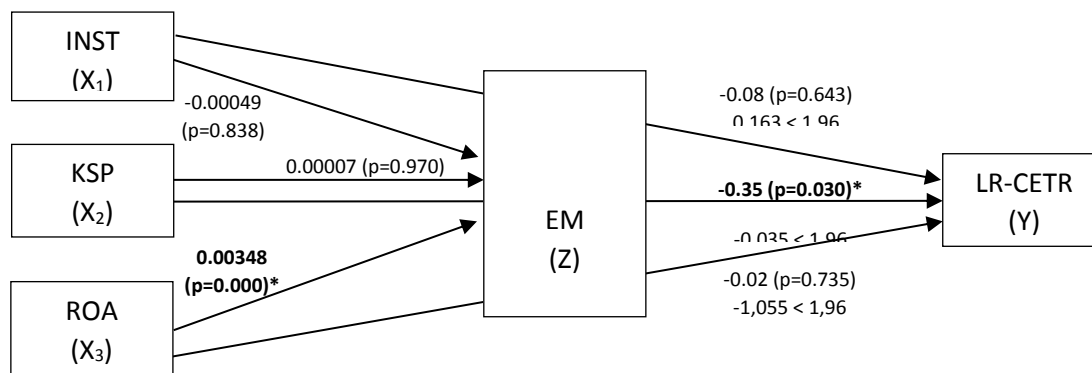 INST
(X₁)
-0.00049
(p=0.838)
KSP
(X₂)
0.00007 (p=0.970)
0.00348
(p=0.000)*
ROA
(X₃)
EM
(Z)
-0.08 (p=0.643)
0.163 < 1.96
-0.35 (p=0.030)*
-0.035 < 1.96
-0.02 (p=0.735)
-1,055 < 1,96
LR-CETR
(Y)